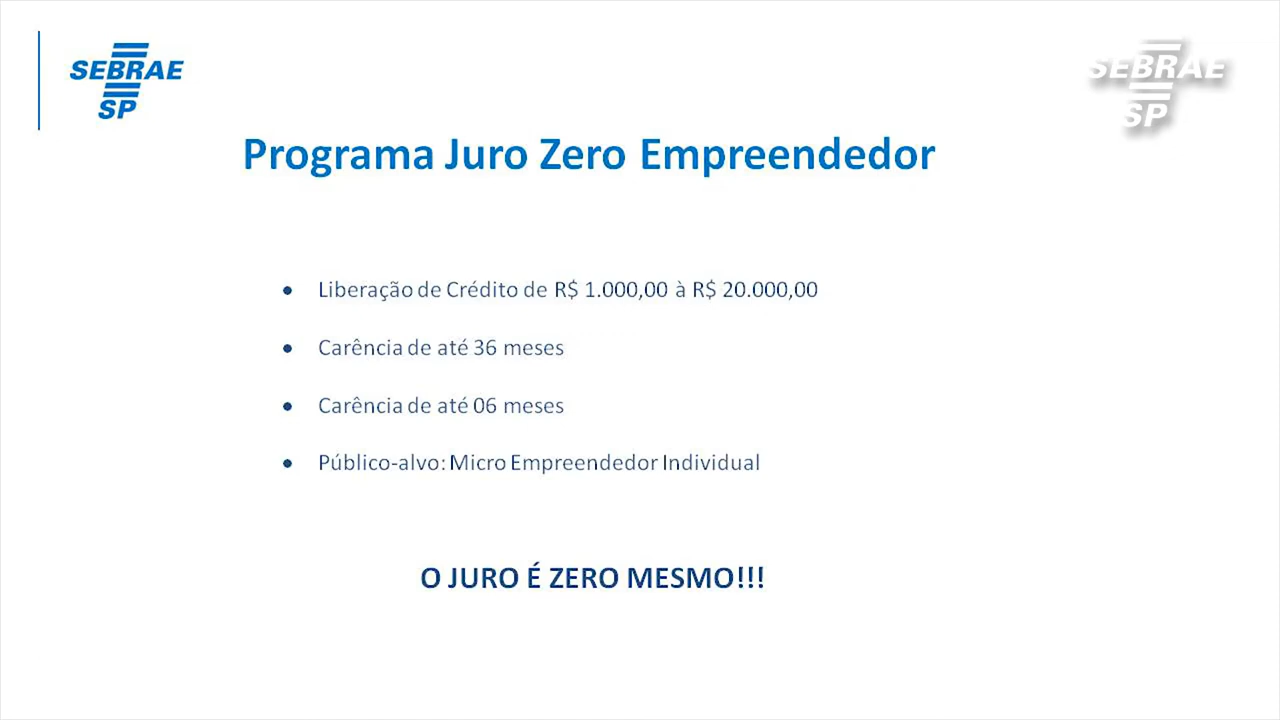 SEBRAE
SP
SEBRAE
SP
Programa Juro Zero Empreendedor
• Liberação de Crédito de R$ 1.000,00 à R$ 20.000,00
• Carência de até 36 meses
• Carência de até 06 meses
• Público-alvo: Micro Empreendedor Individual
O JURO É ZERO MESMO!!!